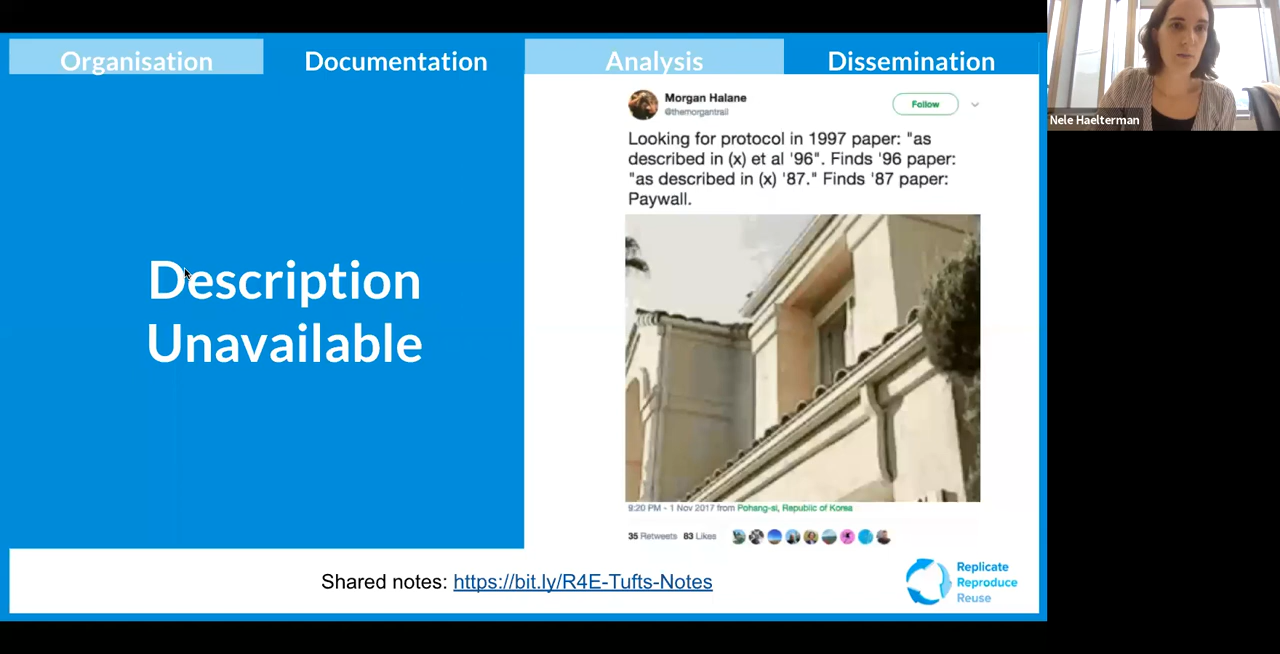 Organisation
Documentation
Analysis
Dissemination
Nele Haelterman
Description
Unavailable
Morgan Halane
@themorgantrail
Follow
Looking for protocol in 1997 paper: "as
described in (x) et al '96". Finds '96 paper:
"as described in (x) '87." Finds '87 paper:
Paywall.
9:20 PM - 1 Nov 2017 from Pohang-si, Republic of Korea
35 Retweets 83 Likes
Shared notes: https://bit.ly/R4E-Tufts-Notes
Replicate
Reproduce
Reuse